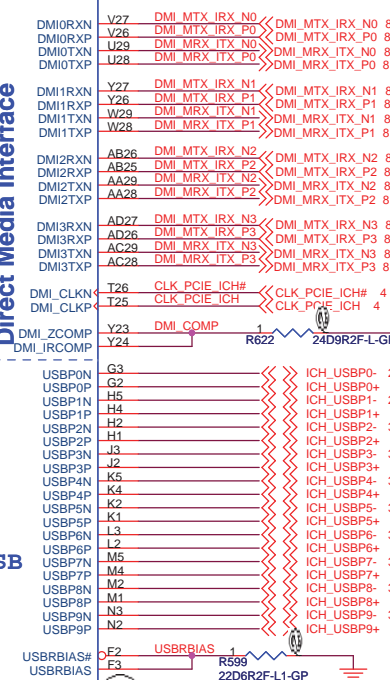 Direct Media Interface
DMI0RXN V27 DMI_MTX_IRX_N0 DMI_MTX_IRX_N0 8
DMI0RXP V26 DMI_MTX_IRX_P0 DMI_MTX_IRX_P0 8
DMI0TXN U29 DMI_MRX_ITX_N0 DMI_MRX_ITX_N0 8
DMI0TXP U28 DMI_MRX_ITX_P0 DMI_MRX_ITX_P0 8
DMI1RXN Y27 DMI_MTX_IRX_N1 DMI_MTX_IRX_N1 8
DMI1RXP Y26 DMI_MTX_IRX_P1 DMI_MTX_IRX_P1 8
DMI1TXN W29 DMI_MRX_ITX_N1 DMI_MRX_ITX_N1 8
DMI1TXP W28 DMI_MRX_ITX_P1 DMI_MRX_ITX_P1 8
DMI2RXN AB26 DMI_MTX_IRX_N2 DMI_MTX_IRX_N2 8
DMI2RXP AB25 DMI_MTX_IRX_P2 DMI_MTX_IRX_P2 8
DMI2TXN AA29 DMI_MRX_ITX_N2 DMI_MRX_ITX_N2 8
DMI2TXP AA28 DMI_MRX_ITX_P2 DMI_MRX_ITX_P2 8
DMI3RXN AD27 DMI_MTX_IRX_N3 DMI_MTX_IRX_N3 8
DMI3RXP AD26 DMI_MTX_IRX_P3 DMI_MTX_IRX_P3 8
DMI3TXN AC29 DMI_MRX_ITX_N3 DMI_MRX_ITX_N3 8
DMI3TXP AC28 DMI_MRX_ITX_P3 DMI_MRX_ITX_P3 8
DMI_CLKN T26 CLK_PCIE_ICH# CLK_PCIE_ICH# 4
DMI_CLKP T25 CLK_PCIE_ICH CLK_PCIE_ICH 4
DMI_ZCOMP Y23 DMI_COMP 1
DMI_IRCOMP Y24 R622 24D9R2F-L-GP
USBP0N G3 ICH_USBP0-
USBP0P G2 ICH_USBP0+
USBP1N H5 ICH_USBP1-
USBP1P H4 ICH_USBP1+
USBP2N H2 ICH_USBP2-
USBP2P H1 ICH_USBP2+
USBP3N J3 ICH_USBP3-
USBP3P J2 ICH_USBP3+
USBP4N K5 ICH_USBP4-
USBP4P K4 ICH_USBP4+
USBP5N K2 ICH_USBP5-
USBP5P K1 ICH_USBP5+
USBP6N L3 ICH_USBP6-
USBP6P L2 ICH_USBP6+
SB
USBP7N M5 ICH_USBP7-
USBP7P M4 ICH_USBP7+
USBP8N M2 ICH_USBP8-
USBP8P M1 ICH_USBP8+
USBP9N N3 ICH_USBP9-
USBP9P N2 ICH_USBP9+
USBRBIAS# F2 USBRBIAS 1
USBRBIAS F3 R599
22D6R2F-L1-GP